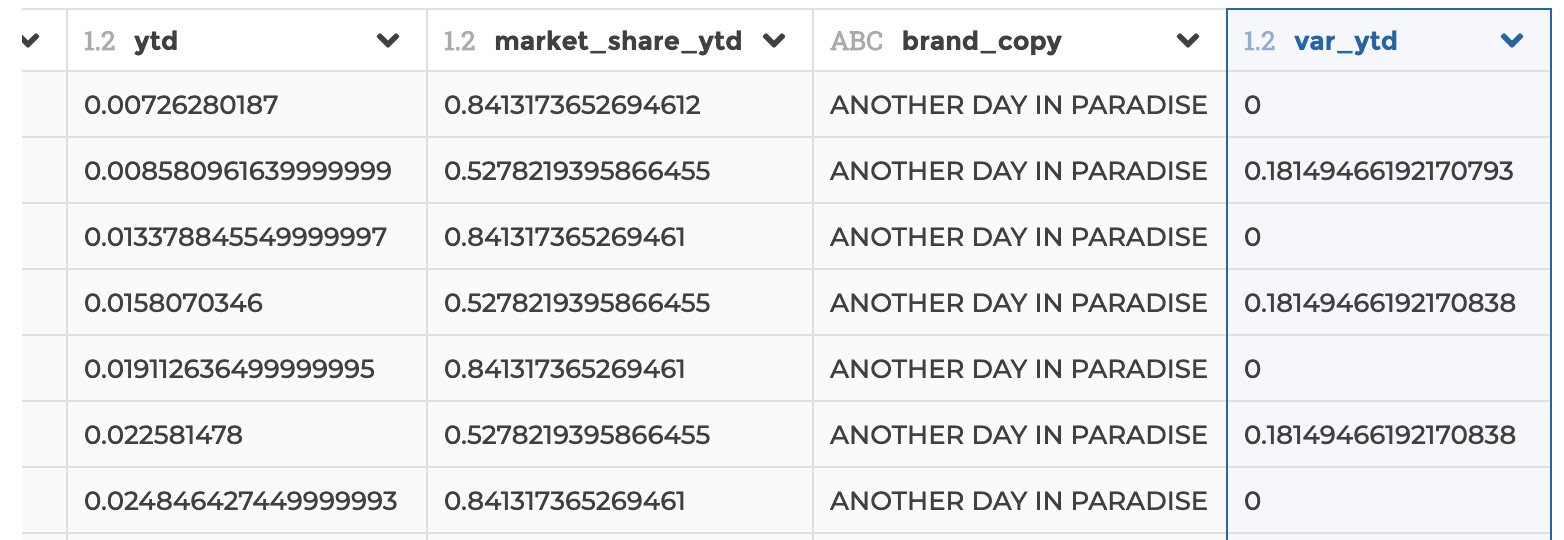 1.2 ytd 1.2 market_share_ytd ABC brand_copy 1.2 var_ytd
0.00726280187 0.8413173652694612 ANOTHER DAY IN PARADISE 0
0.008580961639999999 0.5278219395866455 ANOTHER DAY IN PARADISE 0.18149466192170793
0.013378845549999997 0.841317365269461 ANOTHER DAY IN PARADISE 0
0.0158070346 0.5278219395866455 ANOTHER DAY IN PARADISE 0.18149466192170838
0.019112636499999995 0.841317365269461 ANOTHER DAY IN PARADISE 0
0.022581478 0.5278219395866455 ANOTHER DAY IN PARADISE 0.18149466192170838
0.024846427449999993 0.841317365269461 ANOTHER DAY IN PARADISE 0